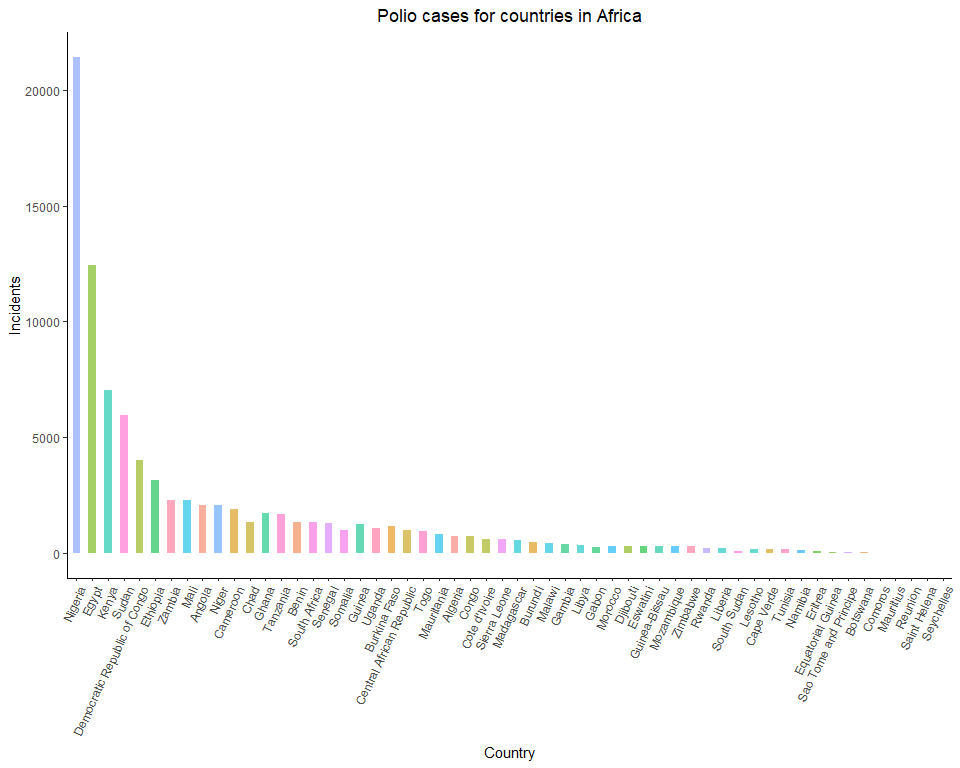 Polio cases for countries in Africa
Incidents
20000
15000
10000
5000
0
Nigeria
Egypt
Kenya
Sudan
Democratic Republic of Congo
Ethiopia
Zambia
Mali
Angola
Niger
Cameroon
Chad
Ghana
Tanzania
Benin
South Africa
Senegal
Somalia
Guinea
Uganda
Burkina Faso
Central African Republic
Togo
Mauritania
Algeria
Congo
Cote d'Ivoire
Sierra Leone
Madagascar
Burundi
Malawi
Gambia
Libya
Gabon
Morocco
Djibouti
Eswatini
Guinea-Bissau
Mozambique
Zimbabwe
Rwanda
Liberia
South Sudan
Lesotho
Cape Verde
Tunisia
Namibia
Eritrea
Equatorial Guinea
Sao Tome and Principe
Botswana
Comoros
Mauritius
Reunion
Saint Helena
Seychelles
Country